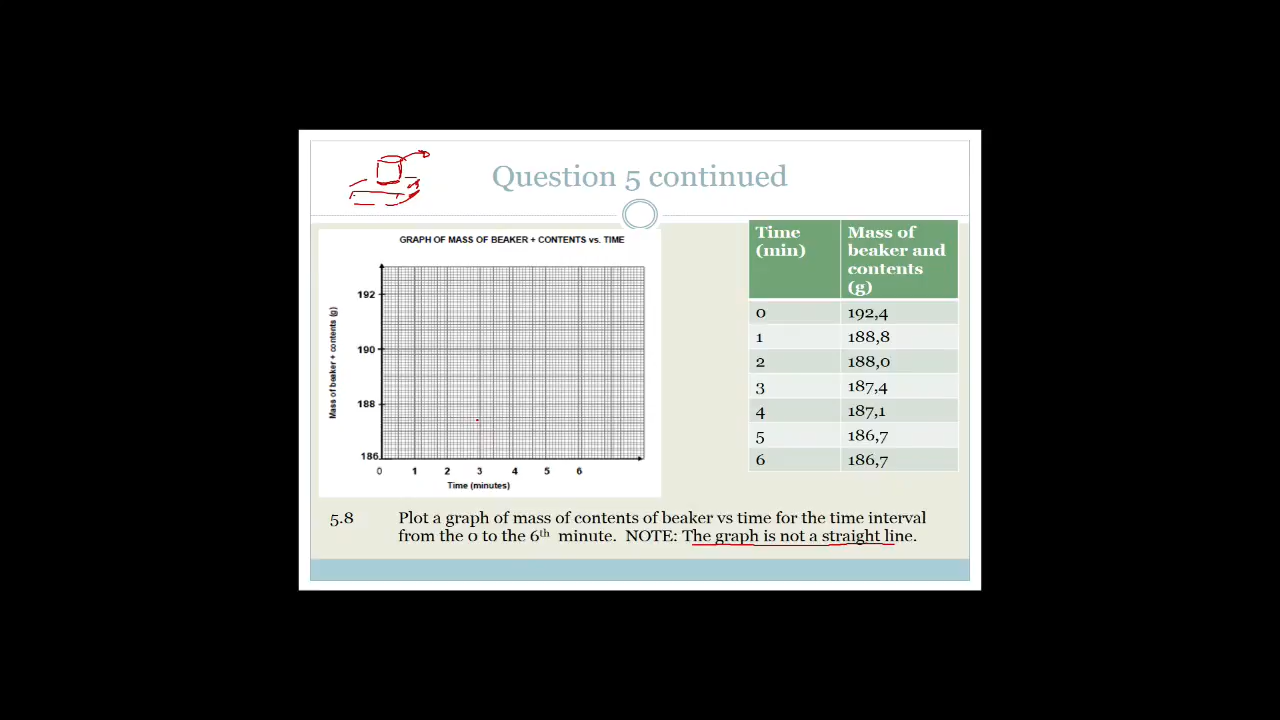 Question 5 continued
GRAPH OF MASS OF BEAKER + CONTENTS vs. TIME
Mass of beaker + contents (g)
192
190
188
186
0 1 2 3 4 5 6
Time (minutes)
Time (min) Mass of beaker and contents (g)
0 192,4
1 188,8
2 188,0
3 187,4
4 187,1
5 186,7
6 186,7
5.8 Plot a graph of mass of contents of beaker vs time for the time interval
from the 0 to the 6th minute. NOTE: The graph is not a straight line.